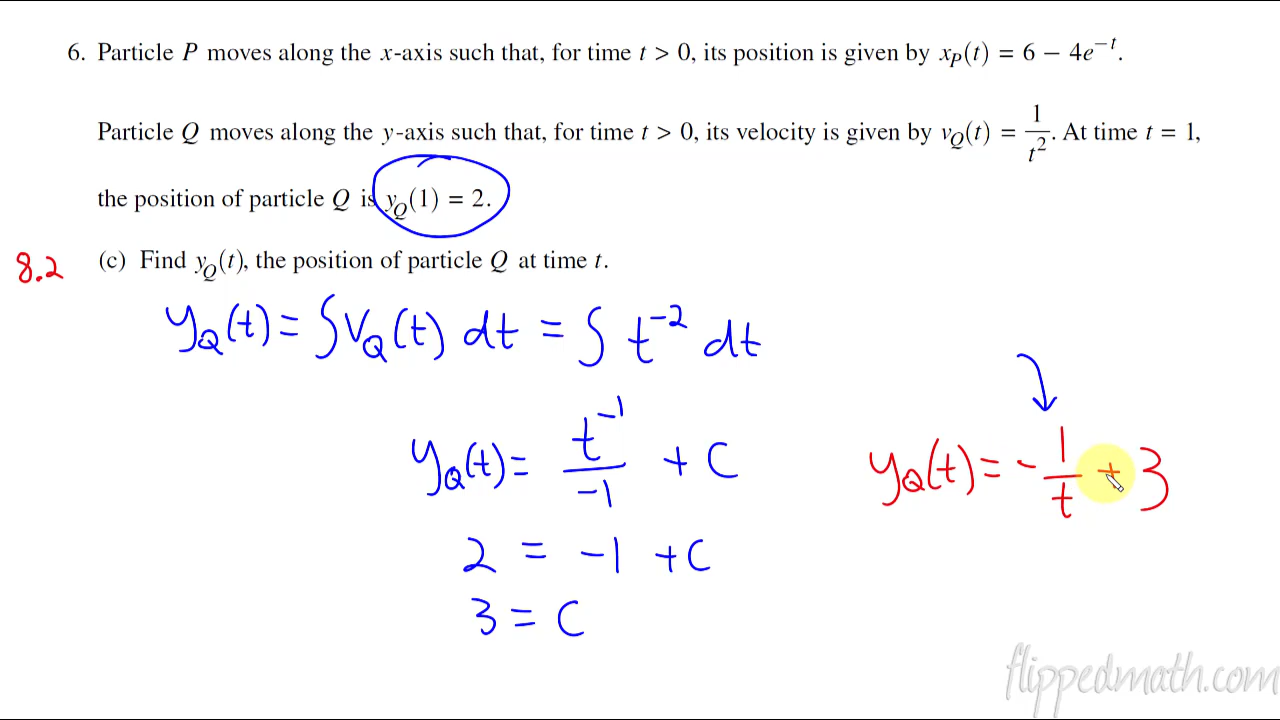 6. Particle P moves along the x-axis such that, for time t > 0, its position is given by x_P(t) = 6 − 4e^{−t}.
Particle Q moves along the y-axis such that, for time t > 0, its velocity is given by v_Q(t) = 1/t². At time t = 1,
the position of particle Q is y_Q(1) = 2.
8.2 (c) Find y_Q(t), the position of particle Q at time t.
y_Q(t) = ∫ V_Q(t) dt = ∫ t^{−2} dt
y_Q(t) = t^{−1}/−1 + C
y_Q(t) = − 1/t + 3
2 = −1 + C
3 = C
flippedmath.com